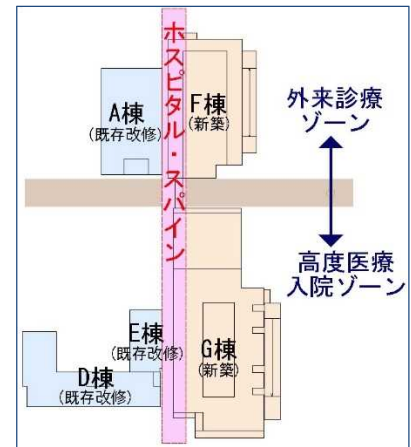 ホスピタル・スパイン
A棟
(既存改修)
F棟
(新築)
外来診療
ゾーン
高度医療
入院ゾーン
E棟
(既存改修)
G棟
(新築)
D棟
(既存改修)